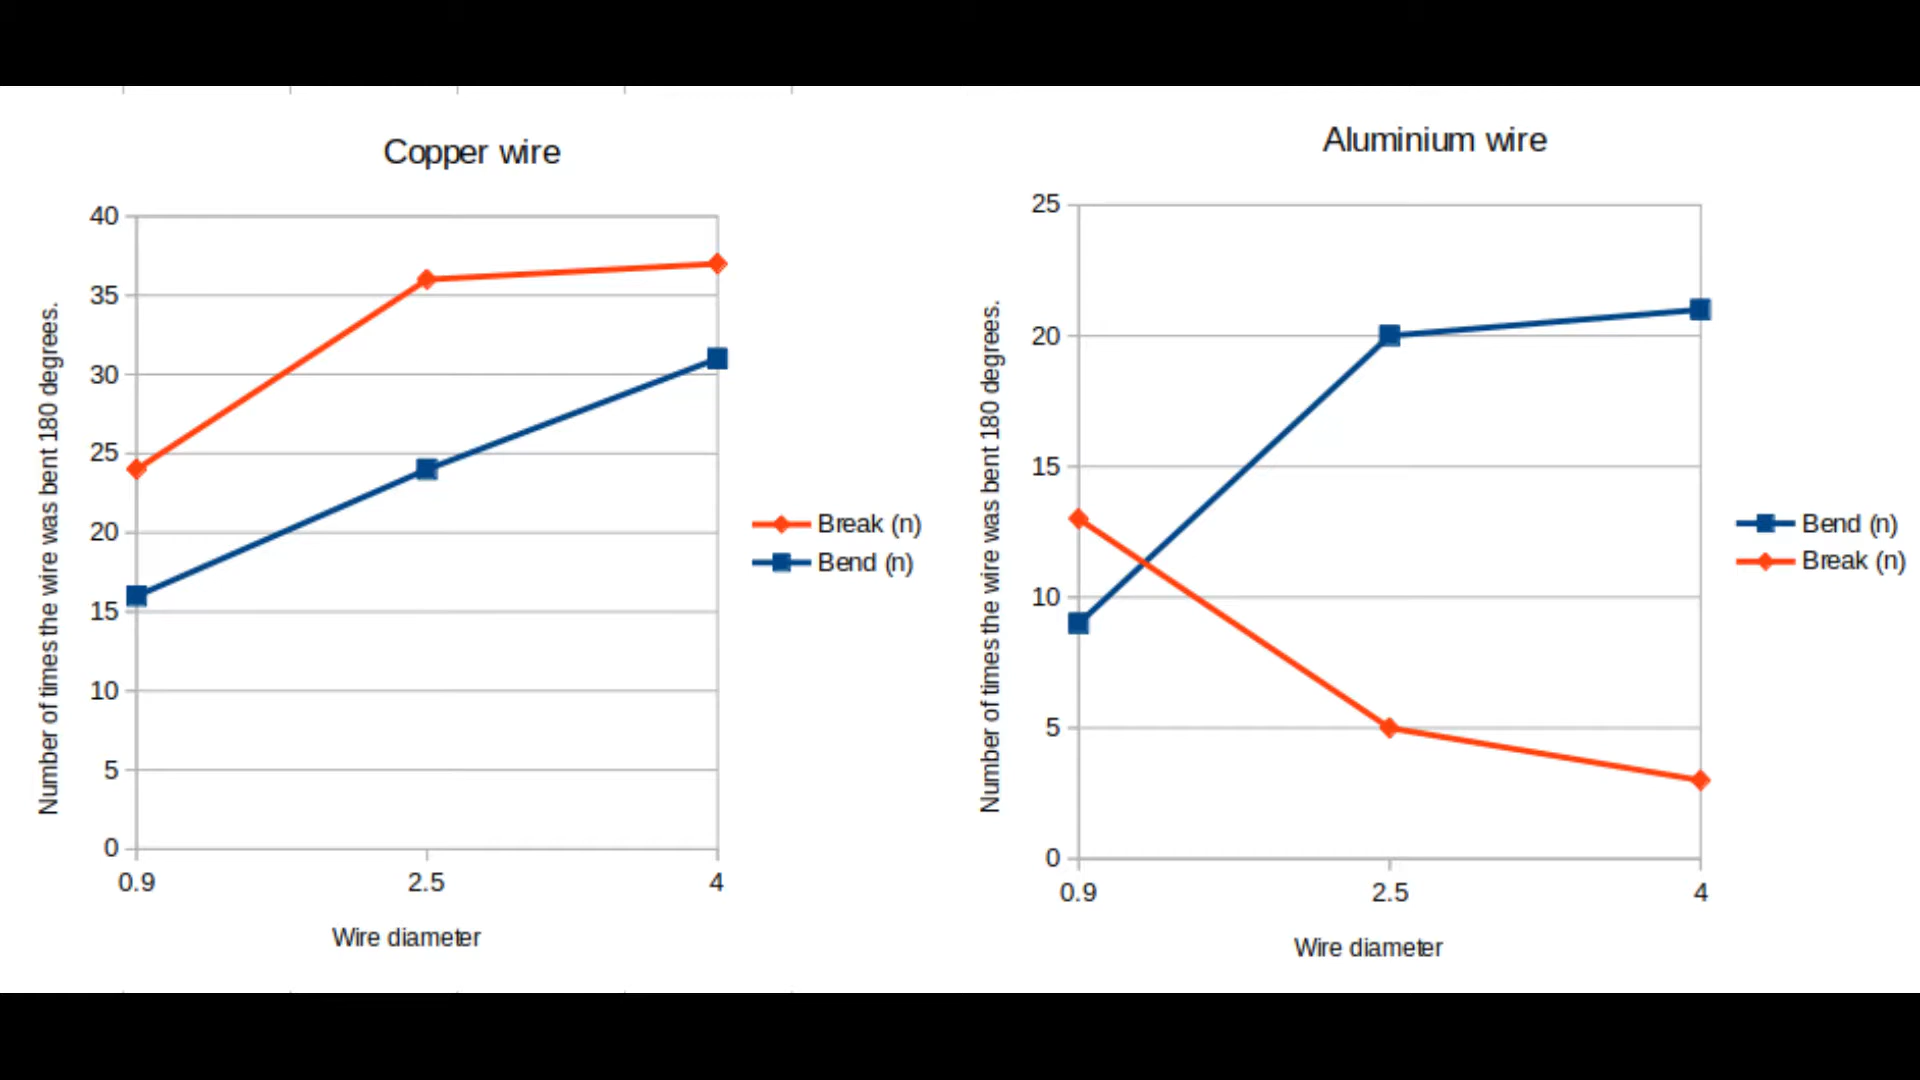 Copper wire
40
35
30
25
20
15
10
5
0
Number of times the wire was bent 180 degrees.
0.9 2.5 4
Wire diameter
Break (n)
Bend (n)
Aluminium wire
25
20
15
10
5
0
Number of times the wire was bent 180 degrees.
0.9 2.5 4
Wire diameter
Bend (n)
Break (n)